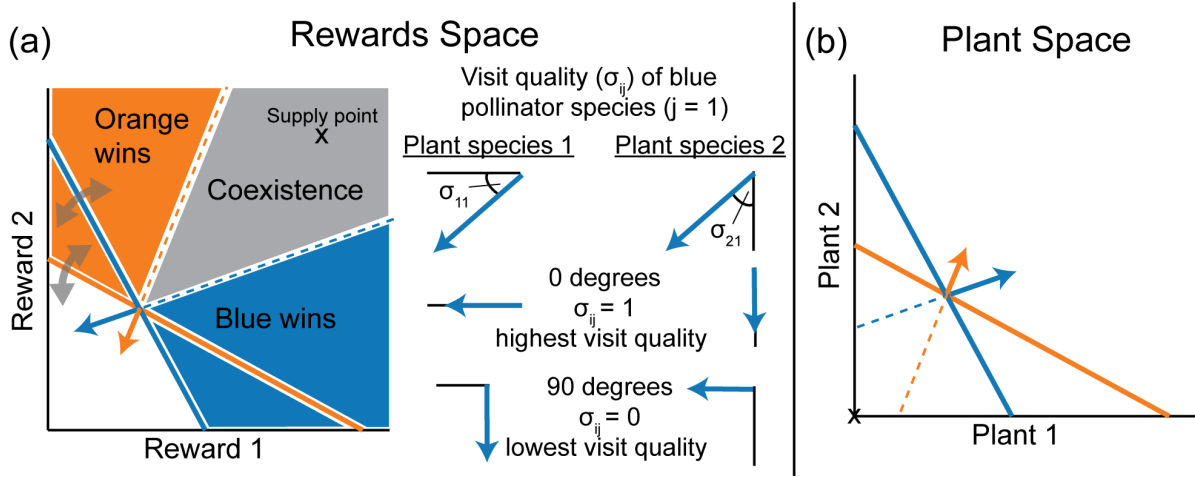 (a)
Rewards Space
Orange
wins
Supply point
x
Coexistence
Blue wins
Reward 2
Reward 1
Visit quality (σij) of blue
pollinator species (j = 1)
Plant species 1
Plant species 2
σ11
σ21
0 degrees
σij = 1
highest visit quality
90 degrees
σij = 0
lowest visit quality
(b)
Plant Space
Plant 2
x
Plant 1